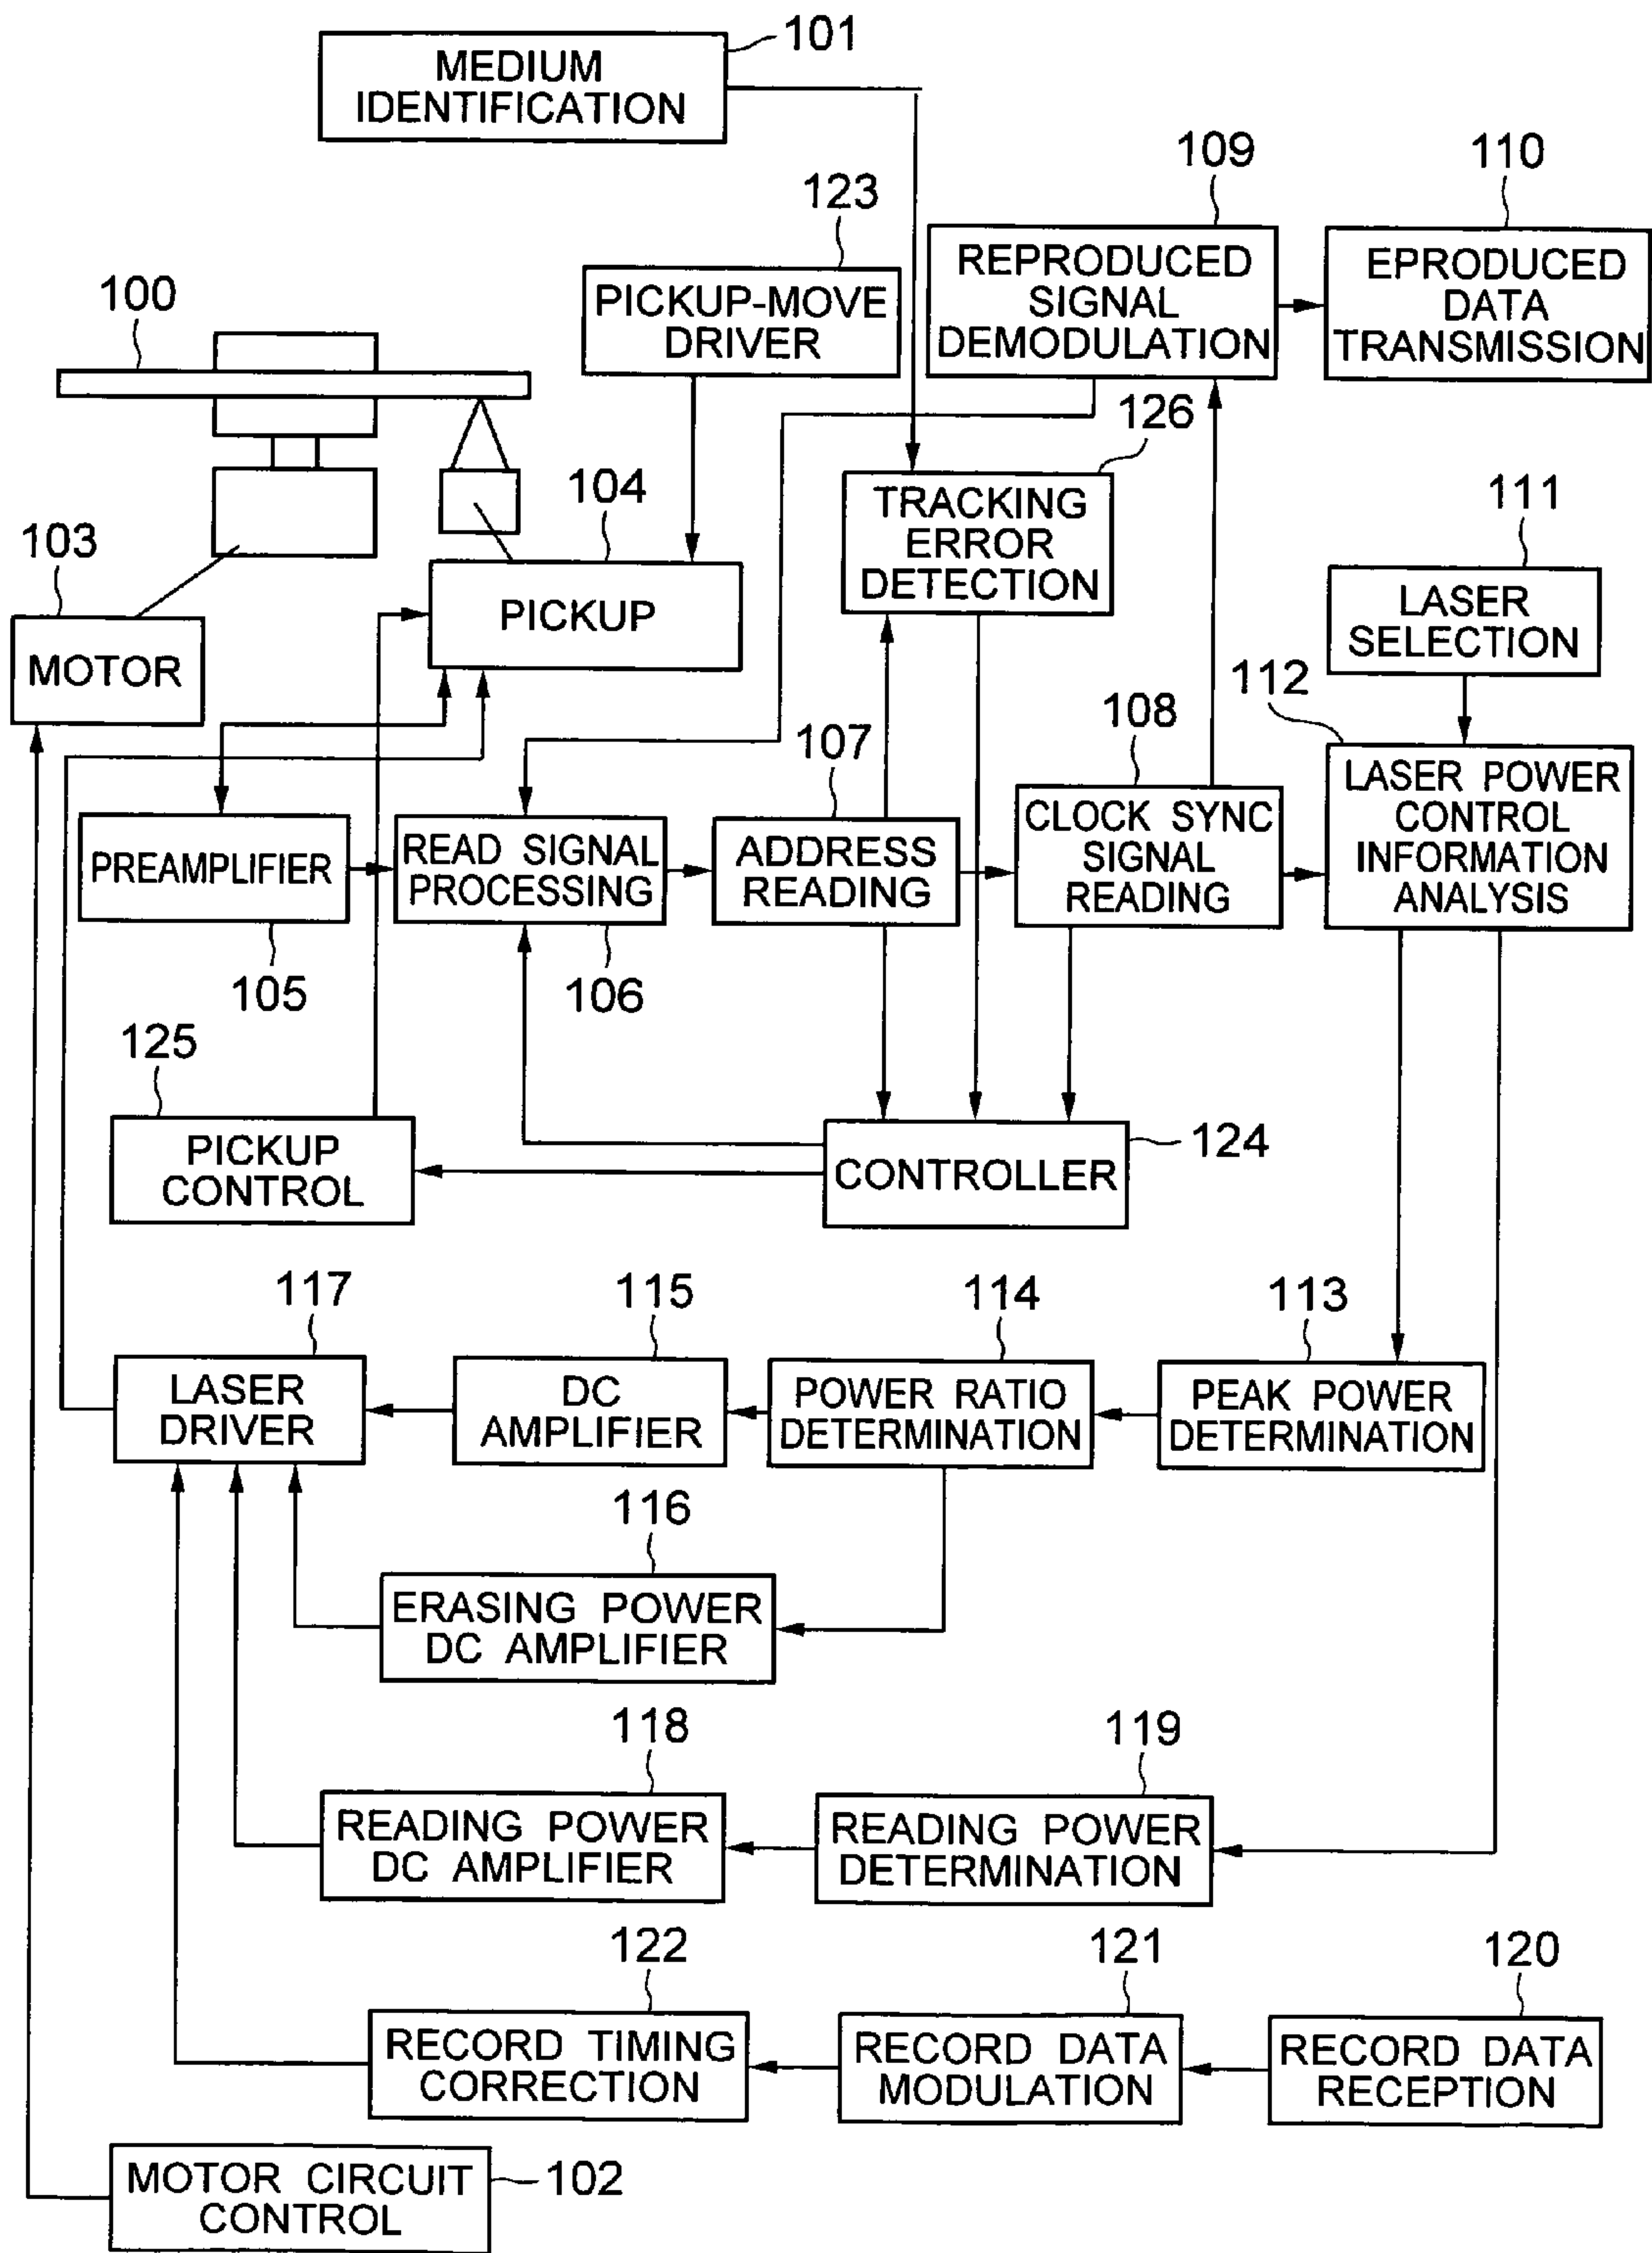 101
MEDIUM
IDENTIFICATION
109
110
123
REPRODUCED
SIGNAL
DEMODULATION
EPRODUCED
DATA
TRANSMISSION
100
PICKUP-MOVE
DRIVER
126
104
TRACKING
ERROR
DETECTION
111
103
LASER
SELECTION
PICKUP
MOTOR
112
108
107
LASER POWER
CONTROL
INFORMATION
ANALYSIS
CLOCK SYNC
SIGNAL
READING
PREAMPLIFIER
READ SIGNAL
PROCESSING
ADDRESS
READING
105
106
125
PICKUP
CONTROL
CONTROLLER
124
117
115
114
113
LASER
DRIVER
DC
AMPLIFIER
POWER RATIO
DETERMINATION
PEAK POWER
DETERMINATION
116
ERASING POWER
DC AMPLIFIER
118
119
READING POWER
DC AMPLIFIER
READING POWER
DETERMINATION
122
121
120
RECORD TIMING
CORRECTION
RECORD DATA
MODULATION
RECORD DATA
RECEPTION
MOTOR CIRCUIT
CONTROL
102